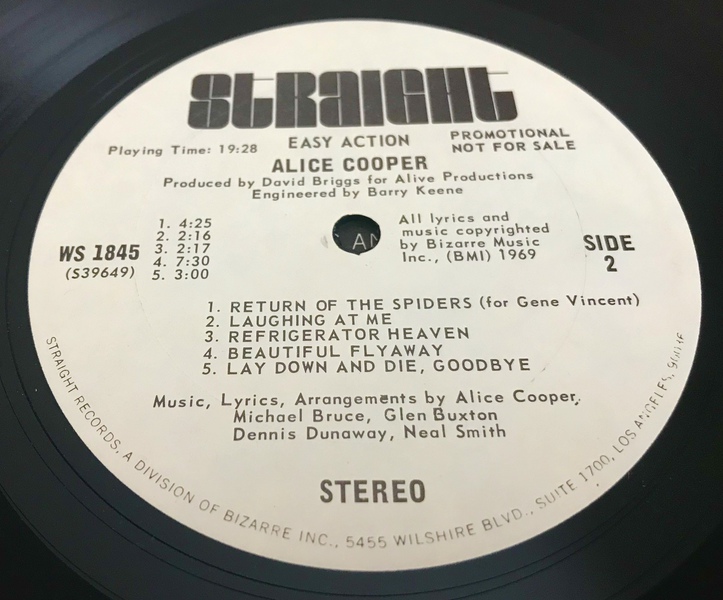 STRAIGHT
Playing Time: 19:28
EASY ACTION
PROMOTIONAL
NOT FOR SALE
ALICE COOPER
Produced by David Briggs for Alive Productions
Engineered by Barry Keene
WS 1845
(S39649)
1. 4:25
2. 2:16
3. 2:17
4. 7:30
5. 3:00
AN
All lyrics and
music copyrighted
by Bizarre Music
Inc., (BMI) 1969
SIDE
2
1. RETURN OF THE SPIDERS (for Gene Vincent)
2. LAUGHING AT ME
3. REFRIGERATOR HEAVEN
4. BEAUTIFUL FLYAWAY
5. LAY DOWN AND DIE, GOODBYE
Music, Lyrics, Arrangements by Alice Cooper,
Michael Bruce, Glen Buxton
Dennis Dunaway, Neal Smith
STEREO
STRAIGHT RECORDS, A DIVISION OF BIZARRE INC., 5455 WILSHIRE BLVD., SUITE 1700, LOS ANGELES,